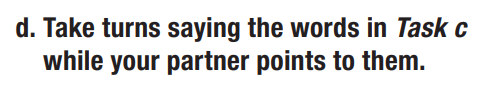 d. Take turns saying the words in Task c
while your partner points to them.